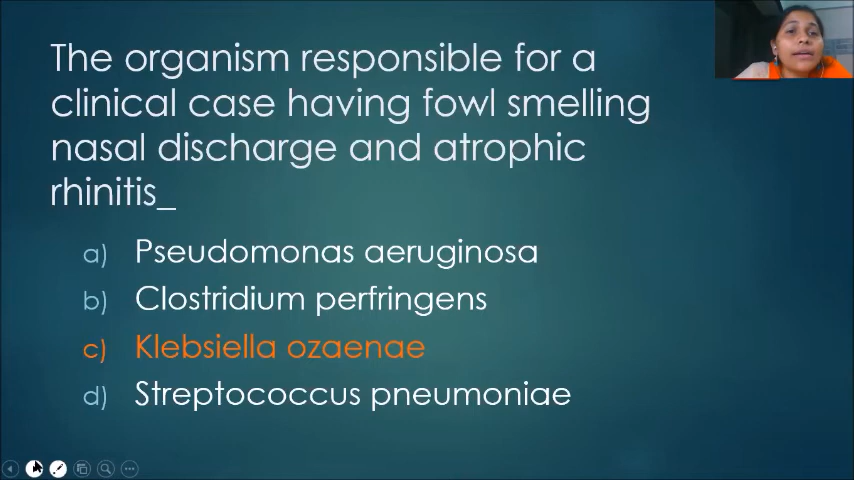 The organism responsible for a
clinical case having fowl smelling
nasal discharge and atrophic
rhinitis_
a) Pseudomonas aeruginosa
b) Clostridium perfringens
c) Klebsiella ozaenae
d) Streptococcus pneumoniae